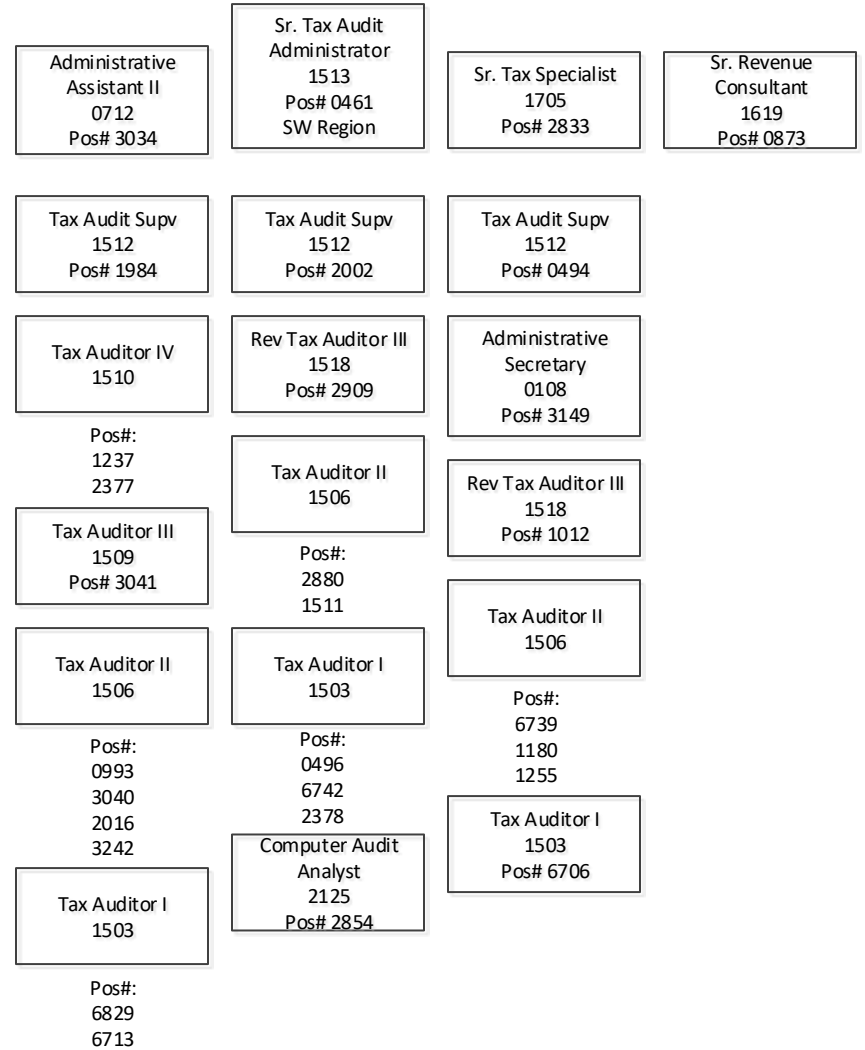 Administrative
Assistant II
0712
Pos# 3034
Sr. Tax Audit
Administrator
1513
Pos# 0461
SW Region
Sr. Tax Specialist
1705
Pos# 2833
Sr. Revenue
Consultant
1619
Pos# 0873
Tax Audit Supv
1512
Pos# 1984
Tax Audit Supv
1512
Pos# 2002
Tax Audit Supv
1512
Pos# 0494
Tax Auditor IV
1510
Pos#:
1237
2377
Tax Auditor III
1509
Pos# 3041
Tax Auditor II
1506
Pos#:
0993
3040
2016
3242
Tax Auditor I
1503
Pos#:
6829
6713
Rev Tax Auditor III
1518
Pos# 2909
Tax Auditor II
1506
Pos#:
2880
1511
Tax Auditor I
1503
Pos#:
0496
6742
2378
Computer Audit
Analyst
2125
Pos# 2854
Administrative
Secretary
0108
Pos# 3149
Rev Tax Auditor III
1518
Pos# 1012
Tax Auditor II
1506
Pos#:
6739
1180
1255
Tax Auditor I
1503
Pos# 6706